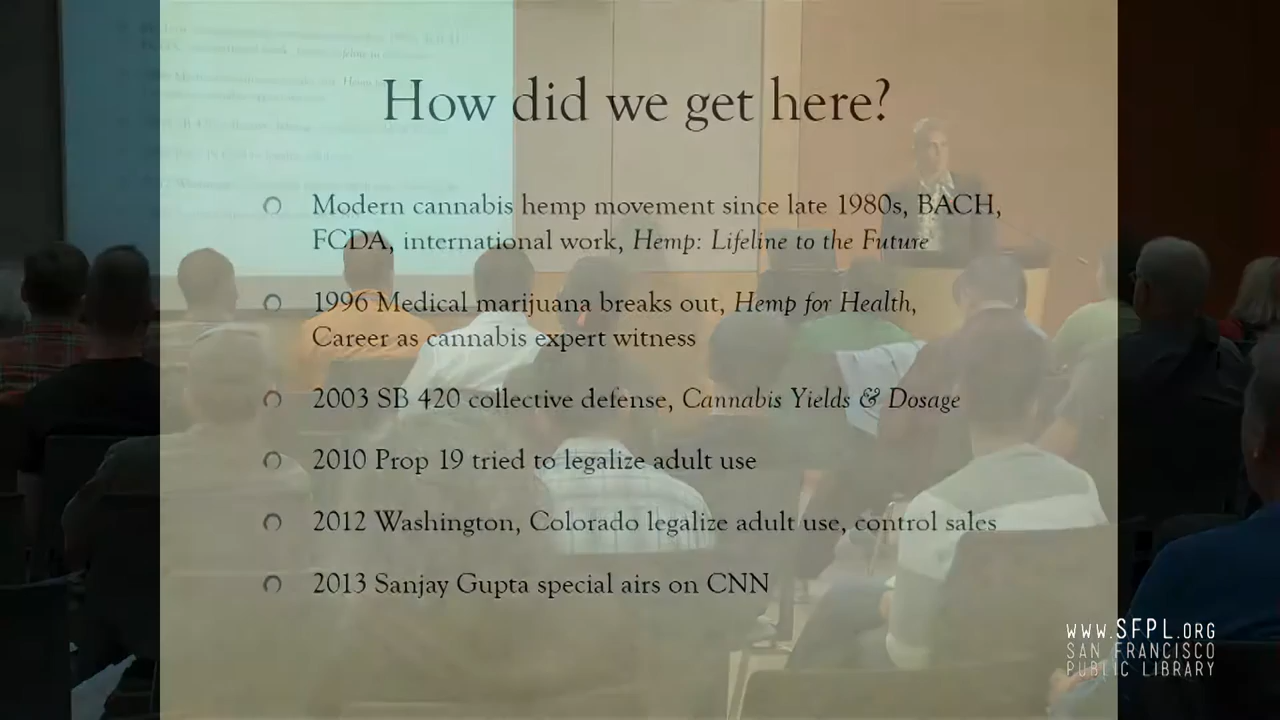 How did we get here?
Modern cannabis hemp movement since late 1980s, BACH,
FCDA, international work, Hemp: Lifeline to the Future
1996 Medical marijuana breaks out, Hemp for Health,
Career as cannabis expert witness
2003 SB 420 collective defense, Cannabis Yields & Dosage
2010 Prop 19 tried to legalize adult use
2012 Washington, Colorado legalize adult use, control sales
2013 Sanjay Gupta special airs on CNN
www.SFPL.ORG
SAN FRANCISCO
PUBLIC LIBRARY